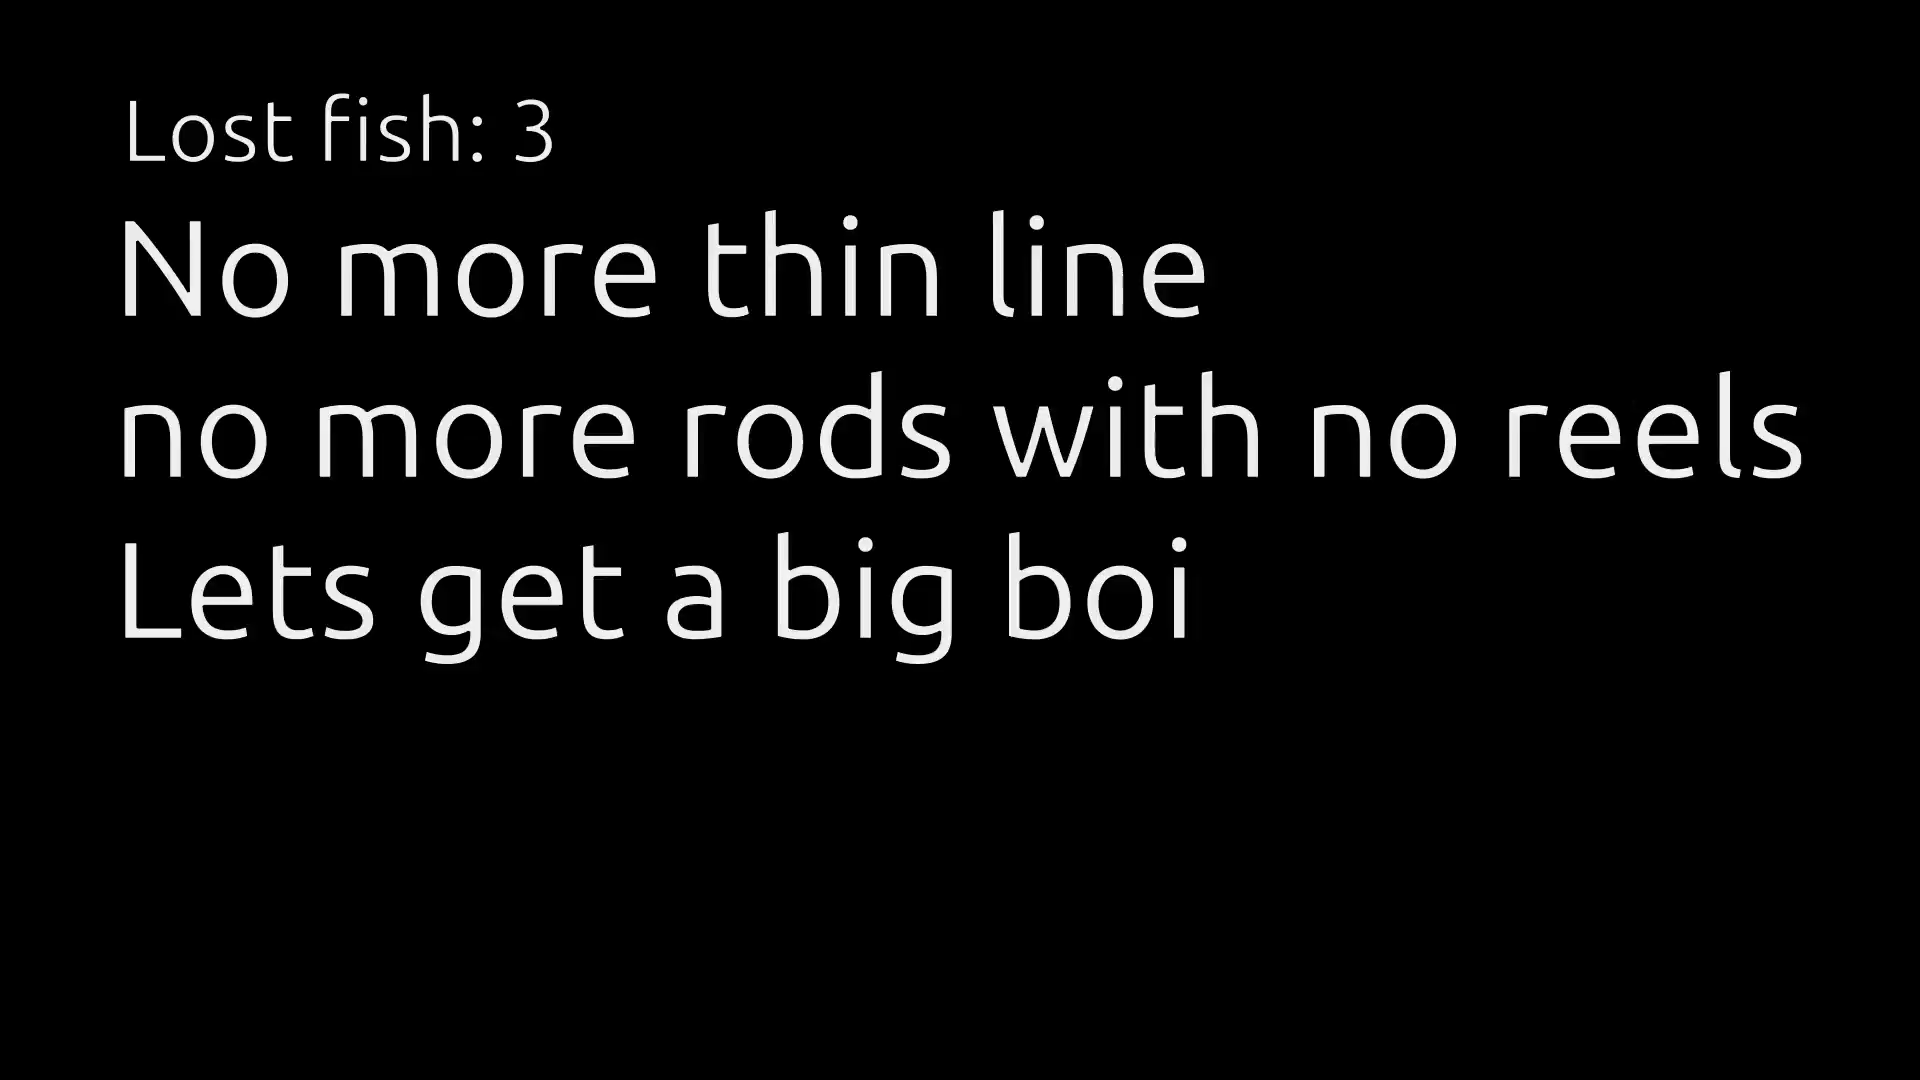 Lost fish: 3
No more thin line
no more rods with no reels
Lets get a big boi